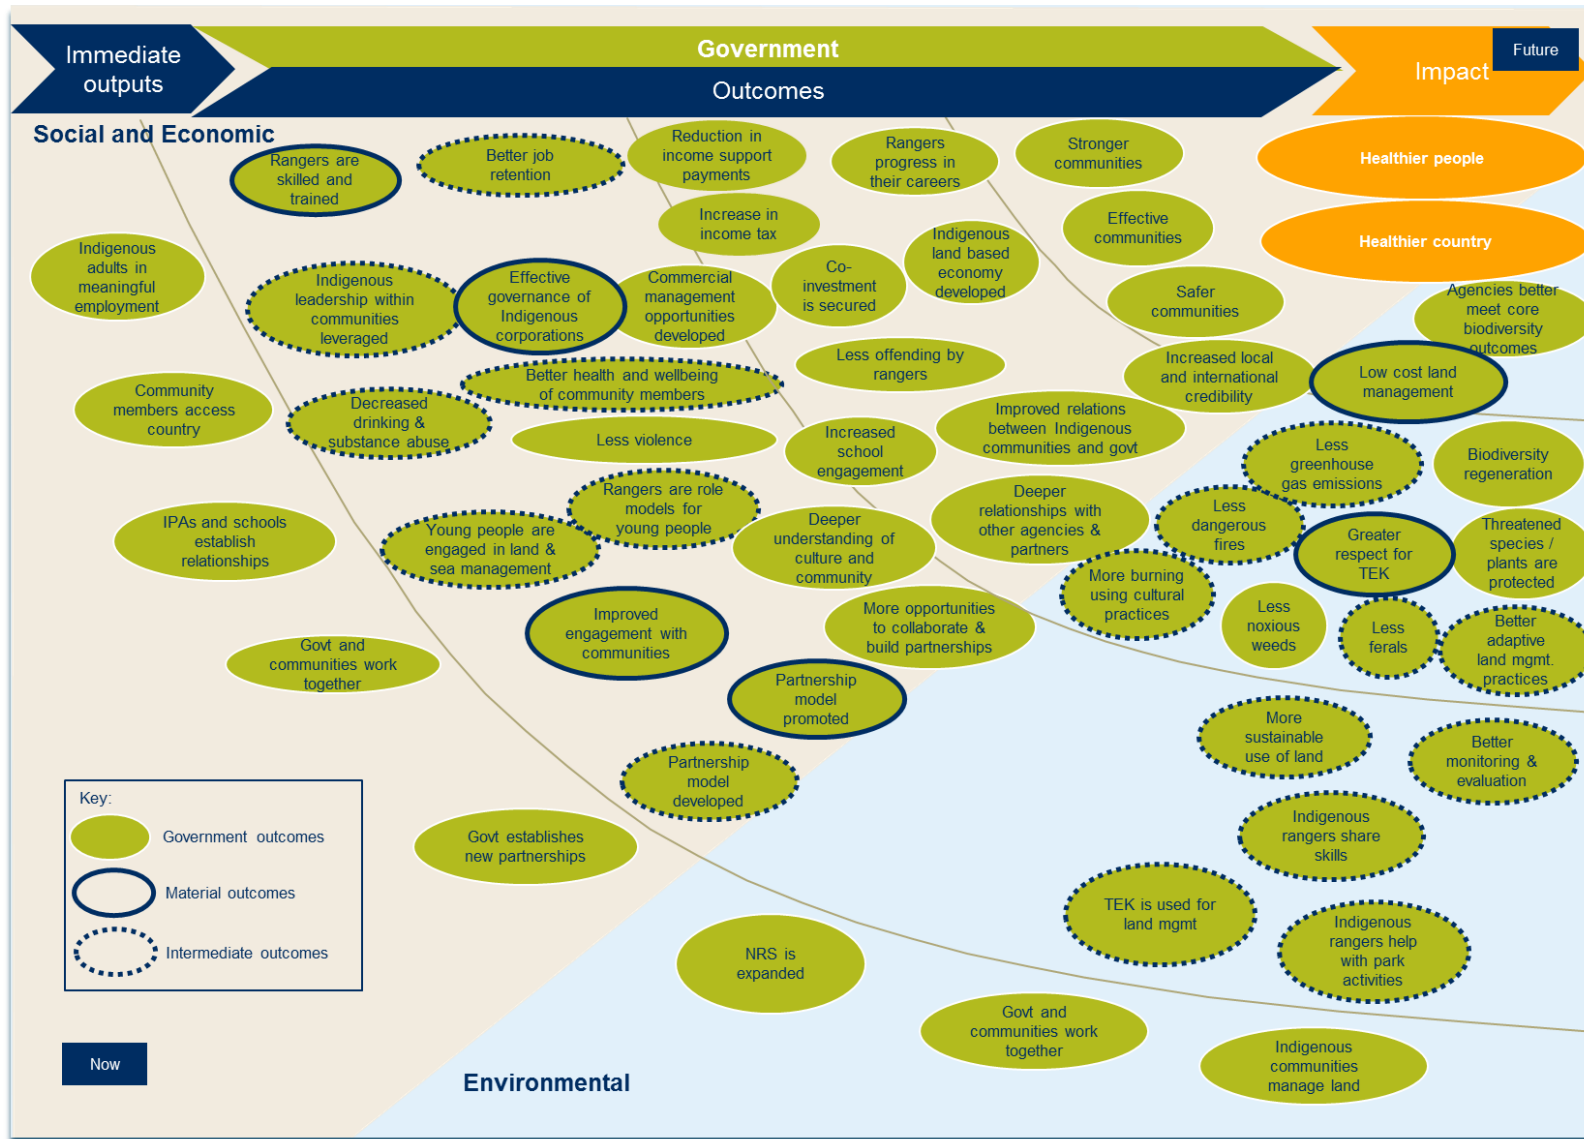 Immediate
outputs
Government
Outcomes
Impact
Future
Social and Economic
Rangers are
skilled and
trained
Better job
retention
Reduction in
income support
payments
Rangers
progress in
their careers
Stronger
communities
Healthier people
Increase in
income tax
Effective
communities
Healthier country
Indigenous
adults in
meaningful
employment
Indigenous
leadership within
communities
leveraged
Effective
governance of
Indigenous
corporations
Commercial
management
opportunities
developed
Co-
investment
is secured
Indigenous
land based
economy
developed
Safer
communities
Agencies better
meet core
biodiversity
outcomes
Less offending by
rangers
Increased local
and international
credibility
Low cost land
management
Community
members access
country
Decreased
drinking &
substance abuse
Better health and wellbeing
of community members
Less violence
Increased
school
engagement
Improved relations
between Indigenous
communities and govt
Less
greenhouse
gas emissions
Biodiversity
regeneration
IPAs and schools
establish
relationships
Young people are
engaged in land &
sea management
Rangers are role
models for
young people
Deeper
understanding of
culture and
community
Deeper
relationships with
other agencies &
partners
Less
dangerous
fires
Greater
respect for
TEK
Threatened
species /
plants are
protected
More burning
using cultural
practices
Improved
engagement with
communities
More opportunities
to collaborate &
build partnerships
Less
noxious
weeds
Less
ferals
Better
adaptive
land mgmt.
practices
Govt and
communities work
together
Partnership
model
promoted
More
sustainable
use of land
Better
monitoring &
evaluation
Partnership
model
developed
Key:
Government outcomes
Material outcomes
Intermediate outcomes
Govt establishes
new partnerships
Indigenous
rangers share
skills
TEK is used for
land mgmt
Indigenous
rangers help
with park
activities
NRS is
expanded
Govt and
communities work
together
Indigenous
communities
manage land
Now
Environmental